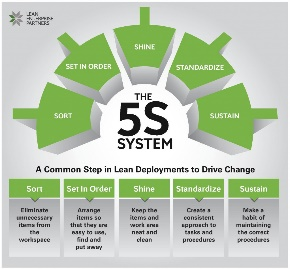 LEAN
ENTERPRISE
PARTNERS
SHINE
SET IN ORDER
STANDARDIZE
SORT
SUSTAIN
THE
5S
SYSTEM
A Common Step in Lean Deployments to Drive Change
Sort
Eliminate
unnecessary
items from
the
workspace
Set in Order
Arrange
items so
that they are
easy to use,
find and
put away
Shine
Keep the
items and
work area
neat and
clean
Standardize
Create a
consistent
approach to
tasks and
procedures
Sustain
Make a
habit of
maintaining
the correct
procedures